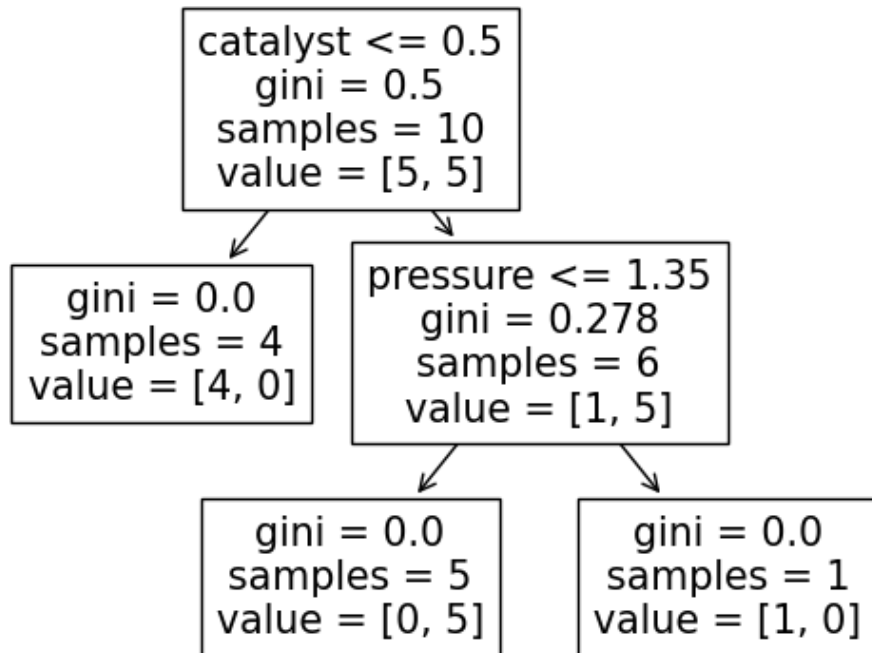 catalyst <= 0.5
gini = 0.5
samples = 10
value = [5, 5]
gini = 0.0
samples = 4
value = [4, 0]
pressure <= 1.35
gini = 0.278
samples = 6
value = [1, 5]
gini = 0.0
samples = 5
value = [0, 5]
gini = 0.0
samples = 1
value = [1, 0]